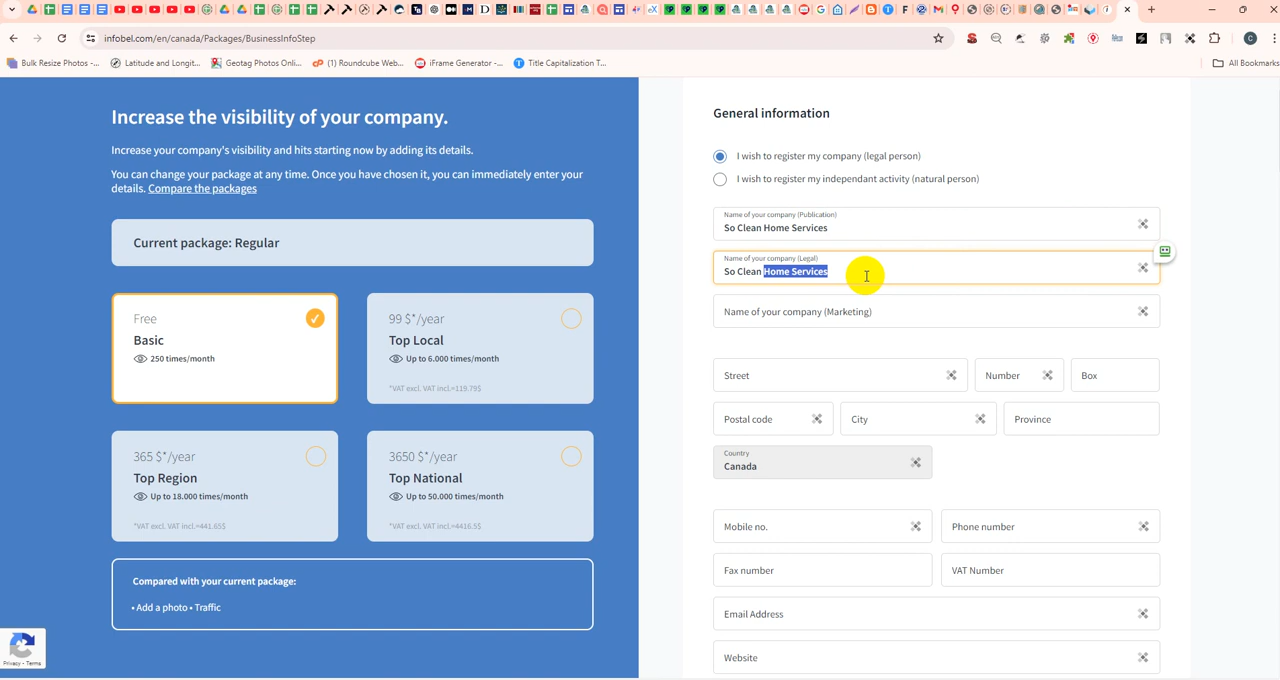 infobel.com/en/canada/Packages/BusinessInfoStep
Bulk Resize Photos -...
Latitude and Longit...
Geotag Photos Onli...
(1) Roundcube Web...
iFrame Generator -...
Title Capitalization T...
All Bookmarks
Increase the visibility of your company.
Increase your company's visibility and hits starting now by adding its details.
You can change your package at any time. Once you have chosen it, you can immediately enter your
details. Compare the packages
Current package: Regular
Free
Basic
250 times/month
99 $*/year
Top Local
Up to 6.000 times/month
*VAT excl. VAT incl.=119.79$
365 $*/year
Top Region
Up to 18.000 times/month
*VAT excl. VAT incl.=441.65$
3650 $*/year
Top National
Up to 50.000 times/month
*VAT excl. VAT incl.=4416.5$
Compared with your current package:
• Add a photo • Traffic
Privacy - Terms
General information
I wish to register my company (legal person)
I wish to register my independant activity (natural person)
Name of your company (Publication)
So Clean Home Services
Name of your company (Legal)
So Clean Home Services
Name of your company (Marketing)
Street
Number
Box
Postal code
City
Province
Country
Canada
Mobile no.
Phone number
Fax number
VAT Number
Email Address
Website